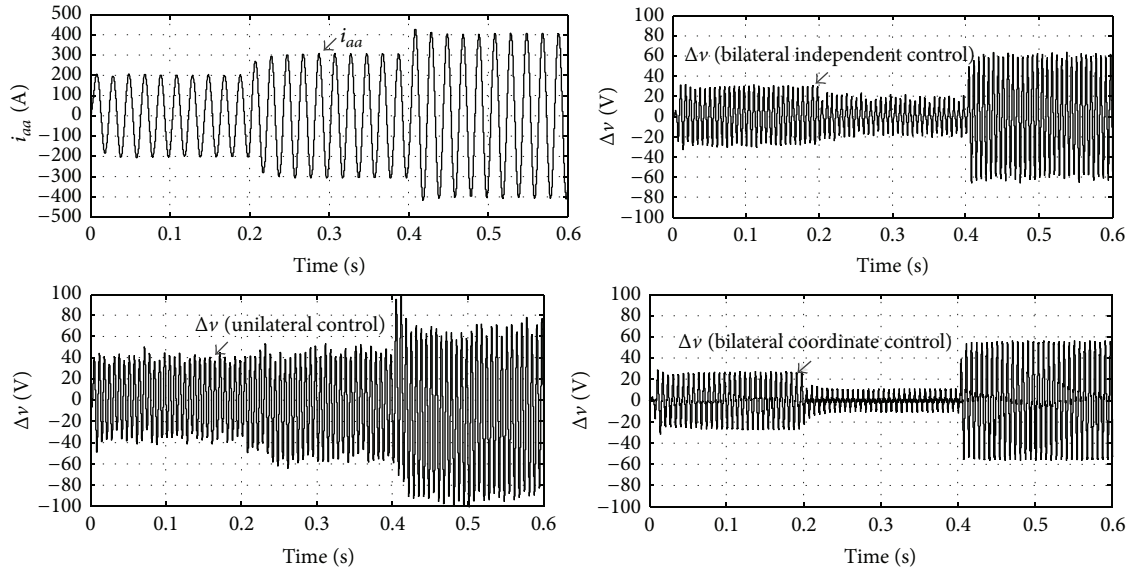 500
400
300
200
100
0
−100
−200
−300
−400
500
i_aa (A)
i_aa
0 0.1 0.2 0.3 0.4 0.5 0.6
Time (s)
100
80
60
40
20
0
−20
−40
−60
−80
−100
Δv (V)
Δv (bilateral independent control)
0 0.1 0.2 0.3 0.4 0.5 0.6
Time (s)
100
80
60
40
20
0
−20
−40
−60
−80
−100
Δv (V)
Δv (unilateral control)
0 0.1 0.2 0.3 0.4 0.5 0.6
Time (s)
100
80
60
40
20
0
−20
−40
−60
−80
−100
Δv (V)
Δv (bilateral coordinate control)
0 0.1 0.2 0.3 0.4 0.5 0.6
Time (s)